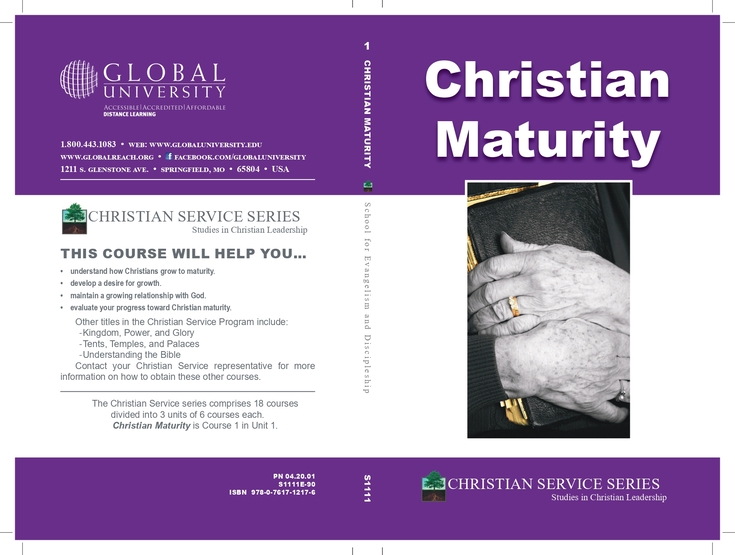 GLOBAL
UNIVERSITY
ACCESSIBLE|ACCREDITED|AFFORDABLE
DISTANCE LEARNING
1.800.443.1083 • WEB: WWW.GLOBALUNIVERSITY.EDU
WWW.GLOBALREACH.ORG • f FACEBOOK.COM/GLOBALUNIVERSITY
1211 S. GLENSTONE AVE. • SPRINGFIELD, MO • 65804 • USA
CHRISTIAN SERVICE SERIES
Studies in Christian Leadership
THIS COURSE WILL HELP YOU...
• understand how Christians grow to maturity.
• develop a desire for growth.
• maintain a growing relationship with God.
• evaluate your progress toward Christian maturity.
Other titles in the Christian Service Program include:
-Kingdom, Power, and Glory
-Tents, Temples, and Palaces
-Understanding the Bible
Contact your Christian Service representative for more
information on how to obtain these other courses.
The Christian Service series comprises 18 courses
divided into 3 units of 6 courses each.
Christian Maturity is Course 1 in Unit 1.
PN 04.20.01
S1111E-90
ISBN 978-0-7617-1217-6
1
CHRISTIAN MATURITY
School for Evangelism and Discipleship
S1111
Christian
Maturity
CHRISTIAN SERVICE SERIES
Studies in Christian Leadership